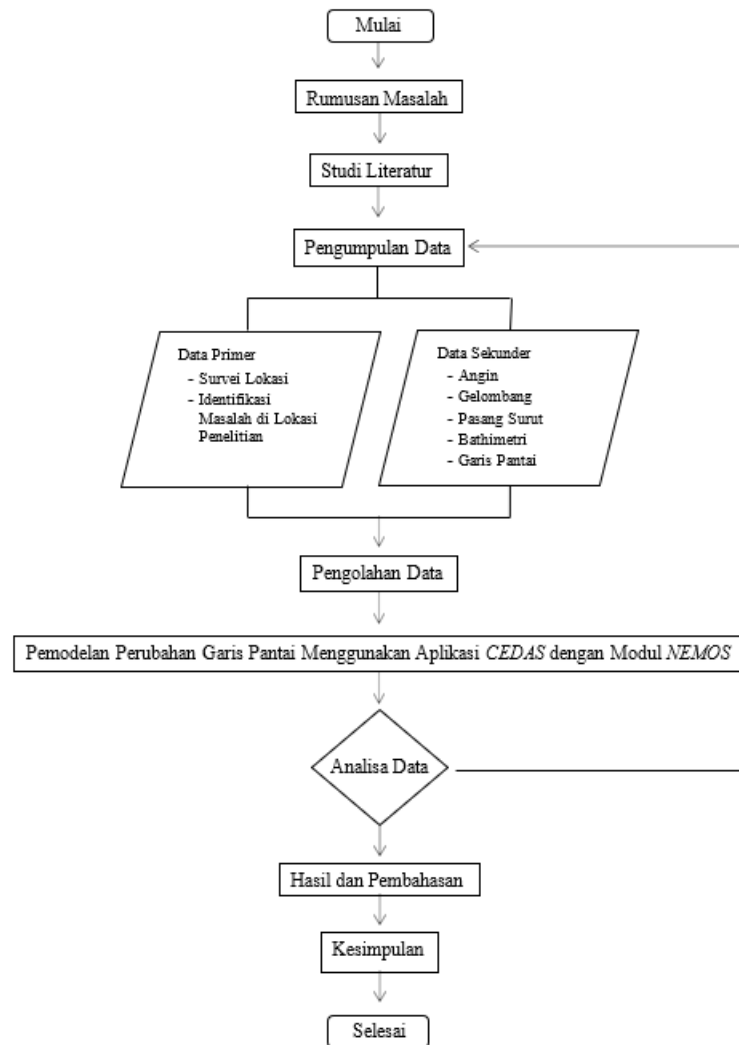 Mulai
Rumusan Masalah
Studi Literatur
Pengumpulan Data
Data Primer
- Survei Lokasi
- Identifikasi
Masalah di Lokasi
Penelitian
Data Sekunder
- Angin
- Gelombang
- Pasang Surut
- Bathimetri
- Garis Pantai
Pengolahan Data
Pemodelan Perubahan Garis Pantai Menggunakan Aplikasi CEDAS dengan Modul NEMOS
Analisa Data
Hasil dan Pembahasan
Kesimpulan
Selesai